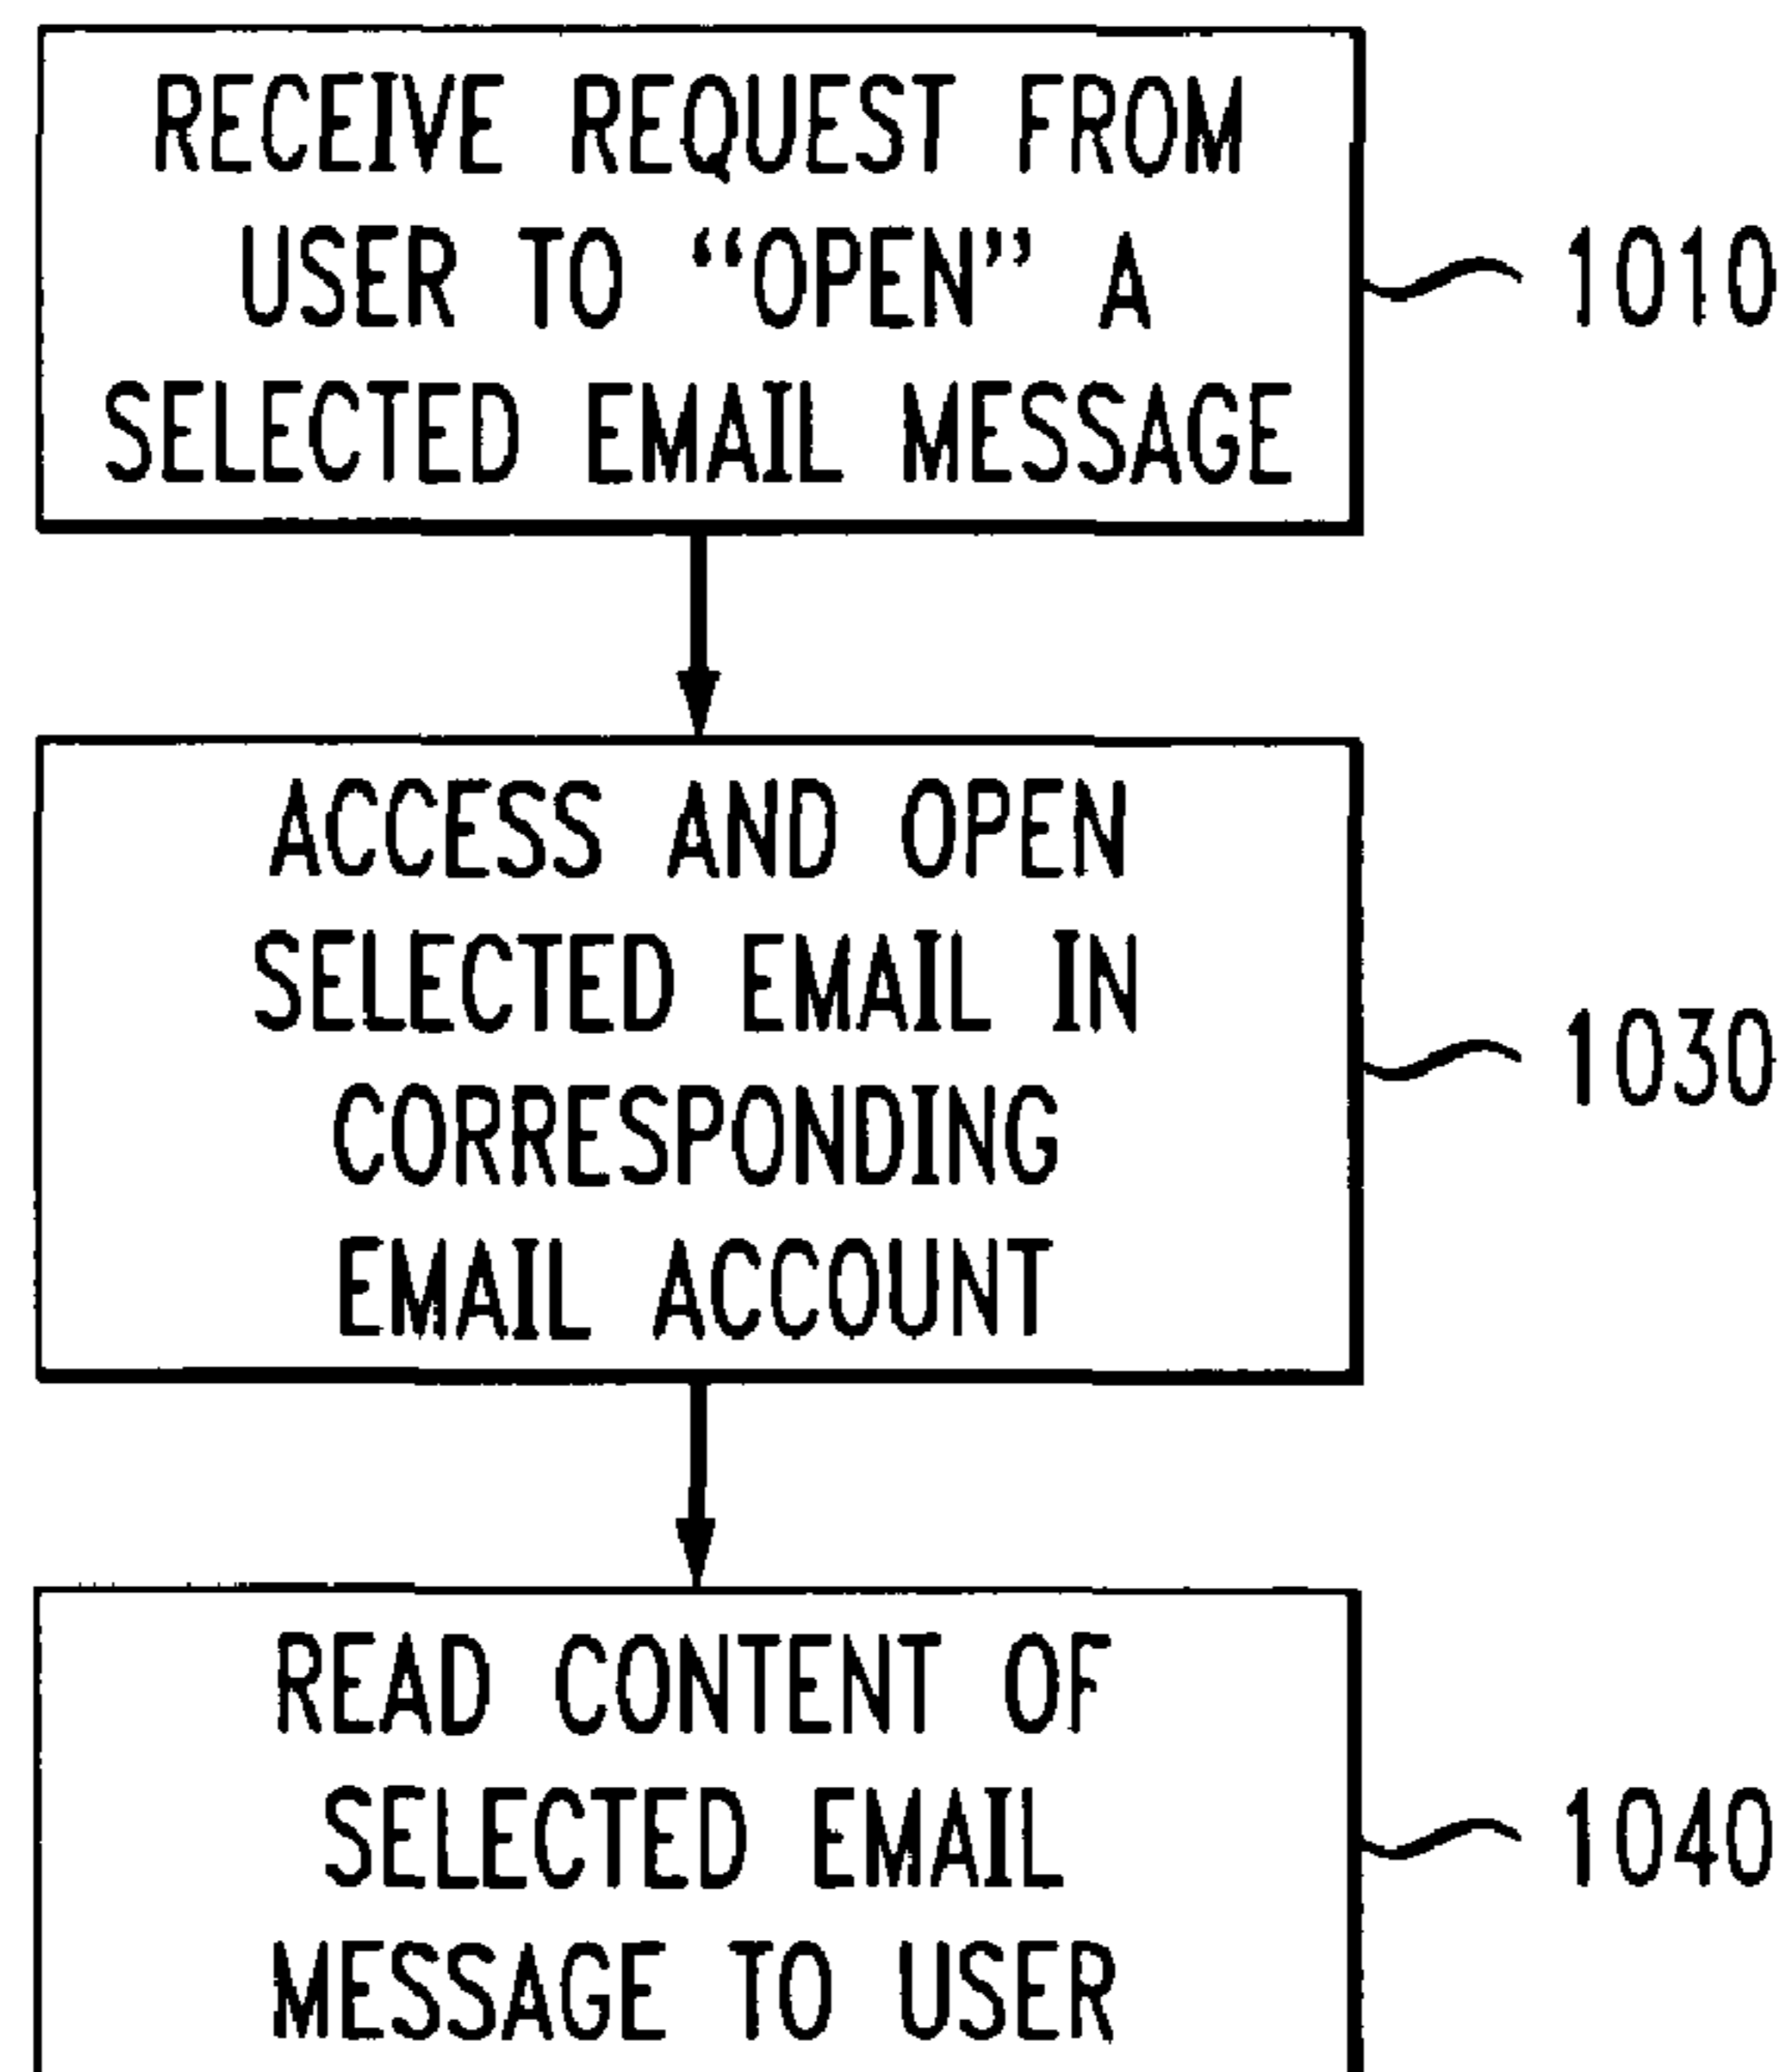 RECEIVE REQUEST FROM
USER TO “OPEN” A
SELECTED EMAIL MESSAGE
1010
ACCESS AND OPEN
SELECTED EMAIL IN
CORRESPONDING
EMAIL ACCOUNT
1030
READ CONTENT OF
SELECTED EMAIL
MESSAGE TO USER
1040